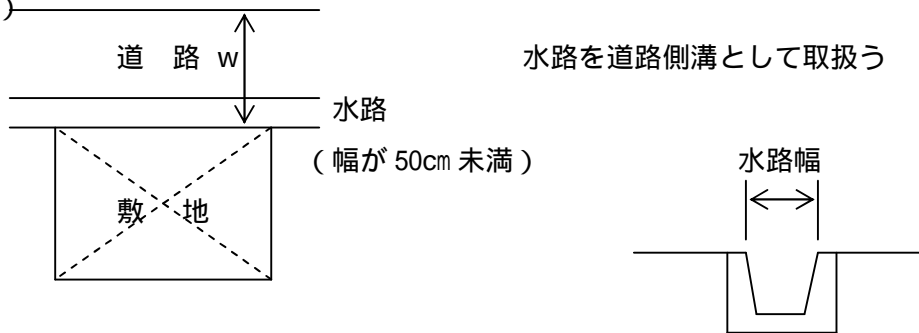 )
道 路 w
水路を道路側溝として取扱う
水路
(幅が 50㎝ 未満)
水路幅
敷 地